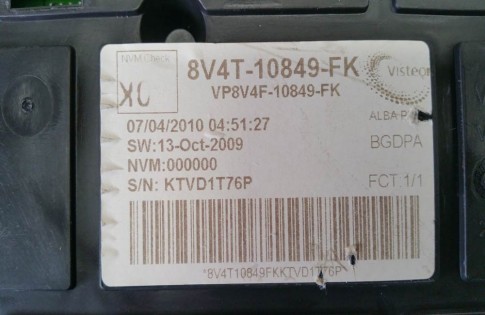 NVM Check
8V4T-10849-FK
Visteon
XC
VP8V4F-10849-FK
07/04/2010 04:51:27
ALBA-P
SW:13-Oct-2009
BGDPA
NVM:000000
S/N: KTVD1T76P
FCT:1/1
*8V4T10849FKKTVD1T76P